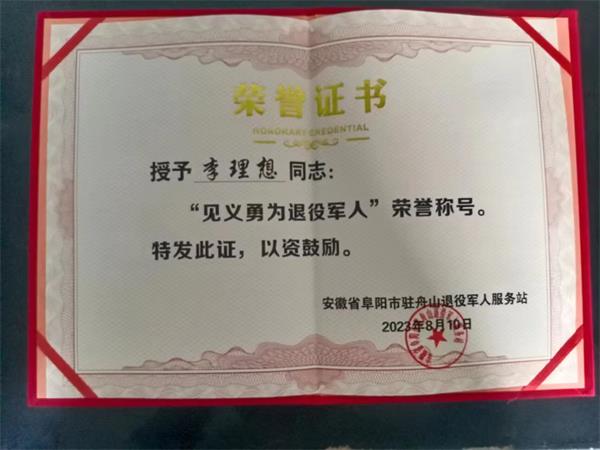 荣誉证书
HONORARY CREDENTIAL
授予 李理想 同志：
“见义勇为退役军人”荣誉称号。
特发此证，以资鼓励。
安徽省阜阳市驻舟山退役军人服务站
2023年8月10日